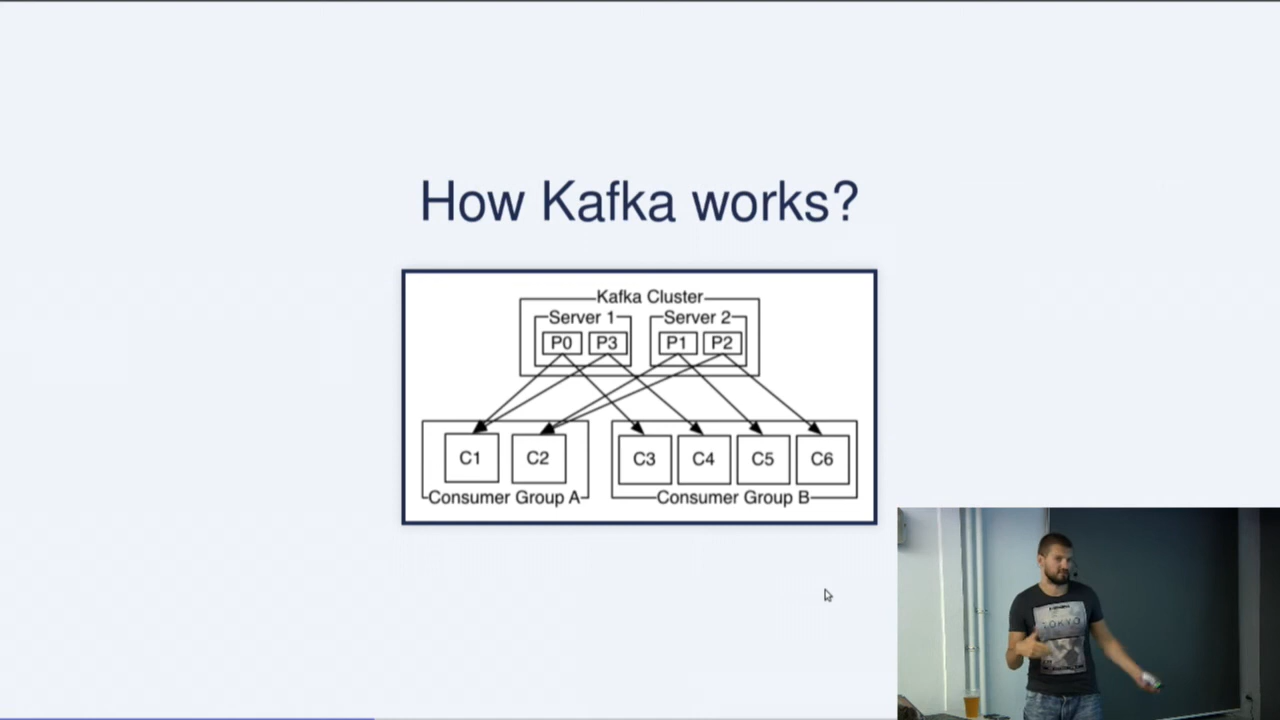 How Kafka works?
Kafka Cluster
Server 1
Server 2
P0
P3
P1
P2
C1
C2
C3
C4
C5
C6
Consumer Group A
Consumer Group B
TOKYO